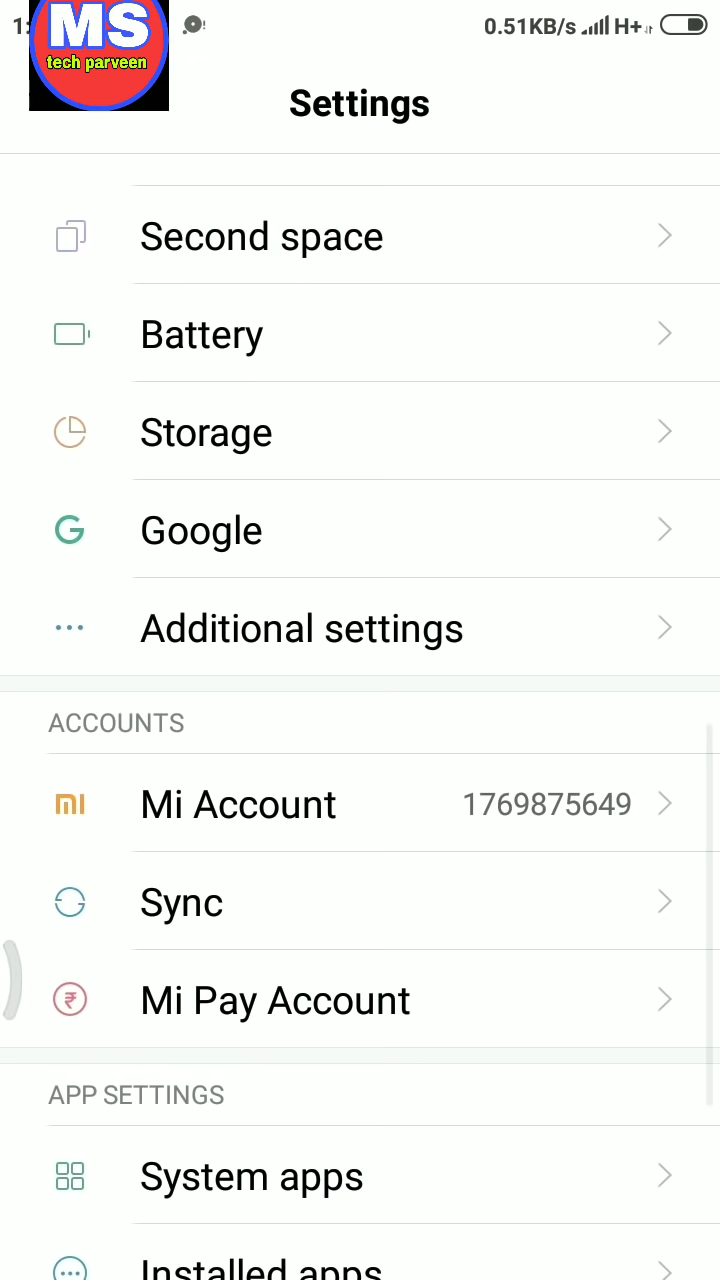 1:
MS
tech parveen
0.51KB/s H+
Settings
Second space
Battery
Storage
Google
Additional settings
ACCOUNTS
Mi Account 1769875649
Sync
Mi Pay Account
APP SETTINGS
System apps
Installed apps